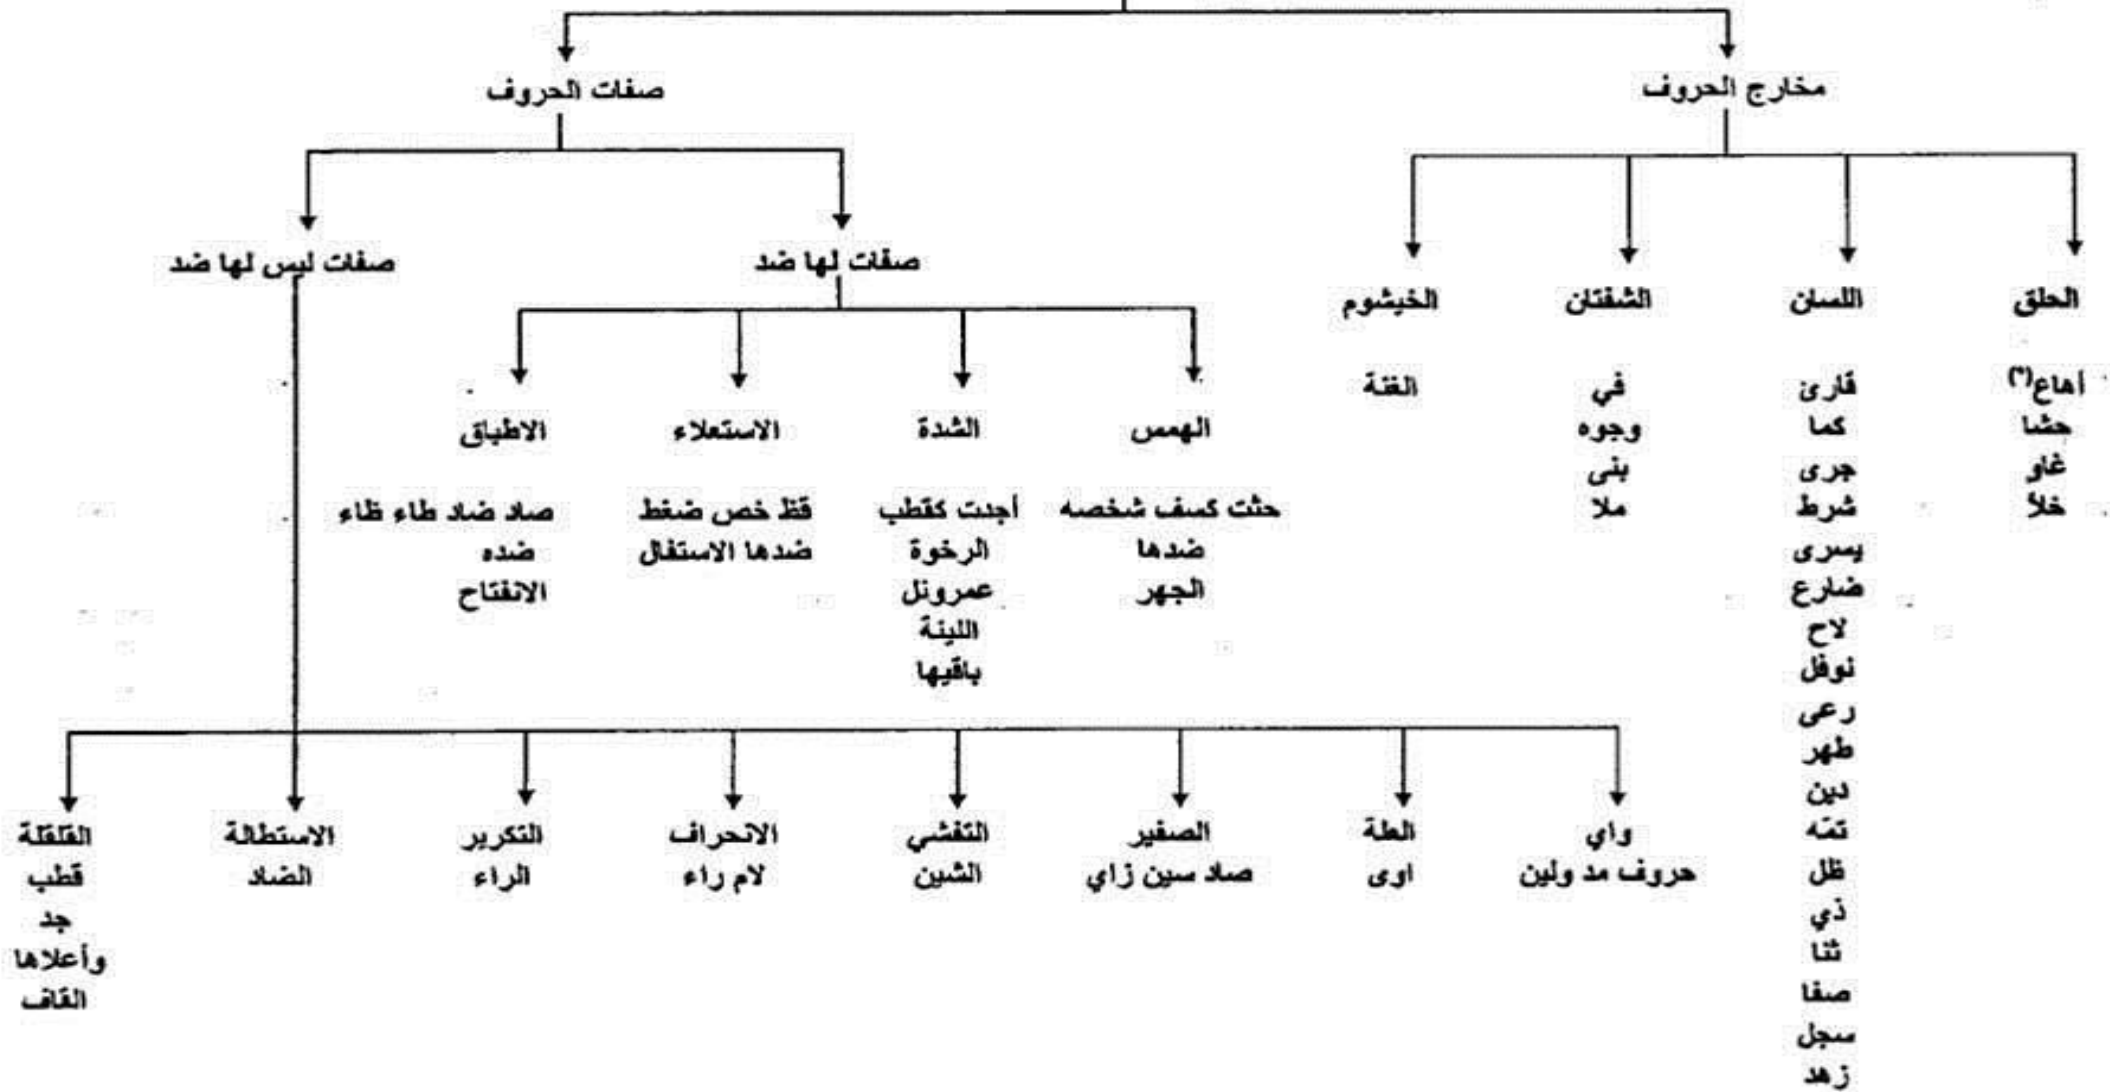 مخارج الحروف
صفات الحروف
الحلق
أهاع(*)
حشا
غاو
خلأ
اللسان
قارئ
كما
جرى
شرط
يسرى
ضارع
لاح
نوفل
رعى
طهر
دين
تمّه
ظل
ذي
ثنا
صفا
سجل
زهد
الشفتان
في
وجوه
بنى
ملا
الخيشوم
الغنة
صفات لها ضد
صفات ليس لها ضد
الهمس
حثت كسف شخصه
ضدها
الجهر
الشدة
أجدت كقطب
الرخوة
عمرونل
اللينة
باقيها
الاستعلاء
قظ خص ضغط
ضدها الاستفال
الاطباق
صاد ضاد طاء ظاء
ضده
الانفتاح
واي
حروف مد ولين
العلة
اوى
الصفير
صاد سين زاي
التفشي
الشين
الانحراف
لام راء
التكرير
الراء
الاستطالة
الضاد
القلقلة
قطب
جد
وأعلاها
القاف